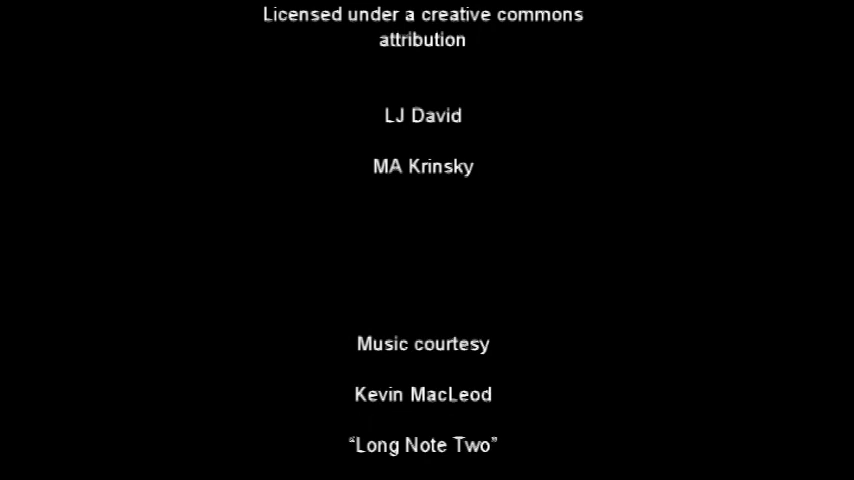 Licensed under a creative commons
attribution
LJ David
MA Krinsky
Music courtesy
Kevin MacLeod
“Long Note Two”